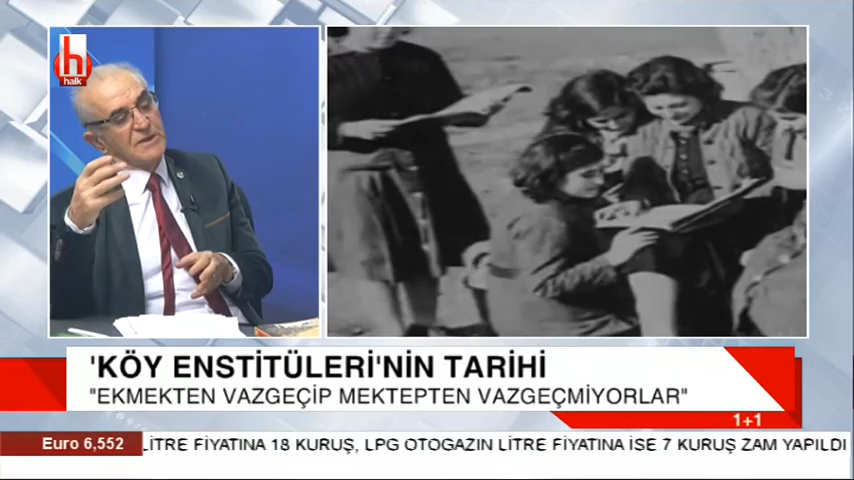 h
halk
'KÖY ENSTİTÜLERİ'NİN TARİHİ
"EKMEKTEN VAZGEÇİP MEKTEPTEN VAZGEÇMİYORLAR"
1+1
Euro 6,552
LİTRE FİYATINA 18 KURUŞ, LPG OTOGAZIN LİTRE FİYATINA İSE 7 KURUŞ ZAM YAPILDI